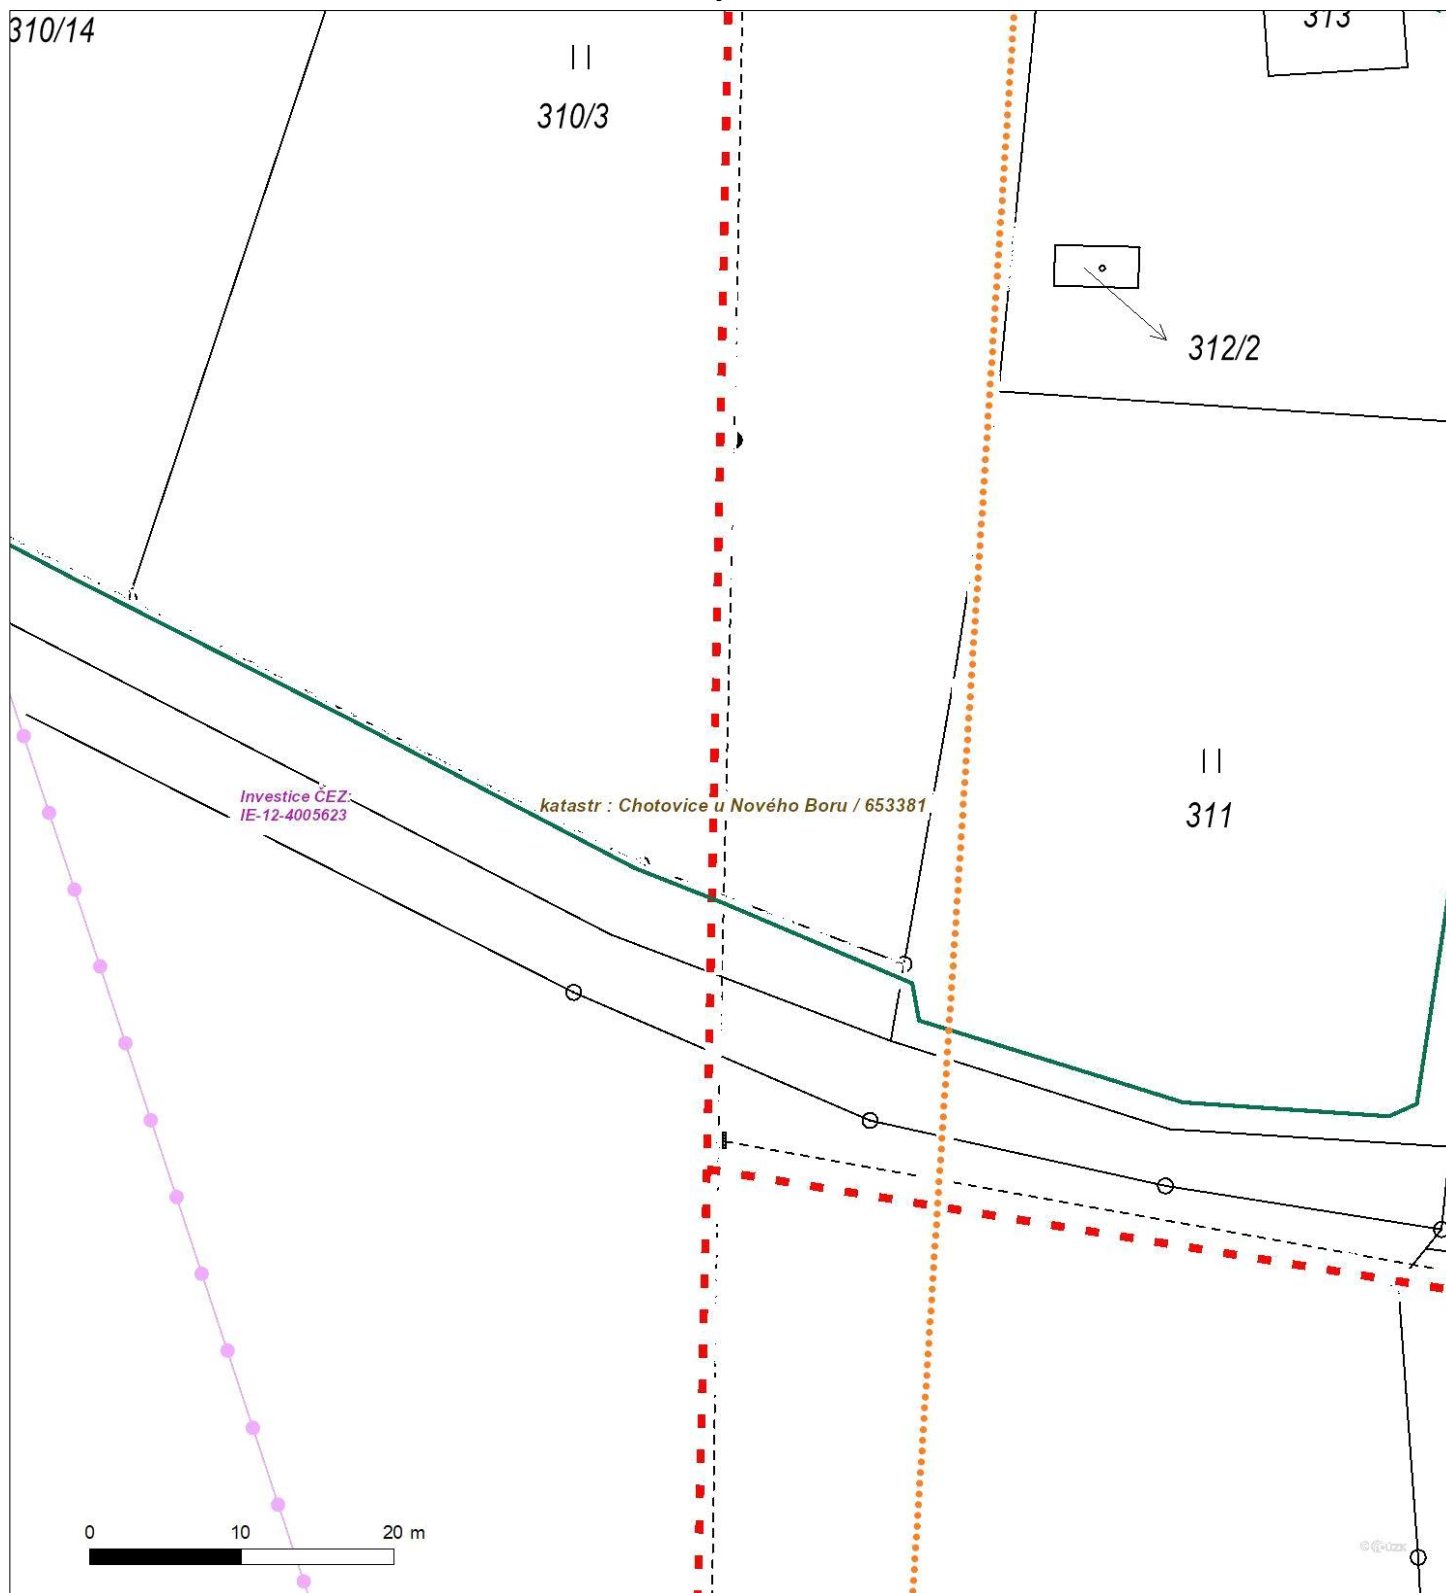 310/14
313
310/3
312/2
Investice ČEZ:
IE-12-4005623
katastr : Chotovice u Nového Boru / 653381
311
0 10 20 m
© ČÚZK